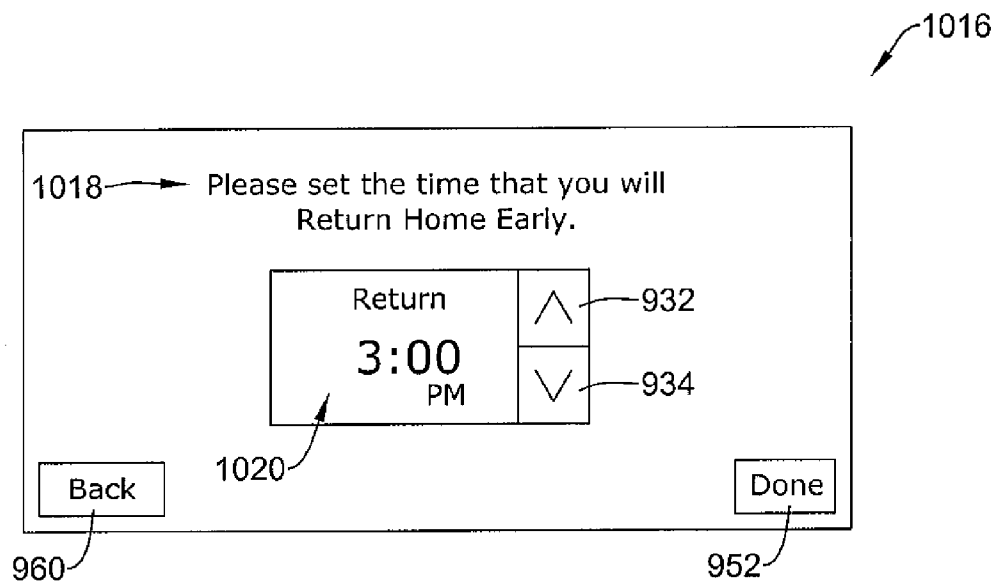 1016
1018
Please set the time that you will
Return Home Early.
Return
932
3:00
PM
934
1020
Back
Done
960
952